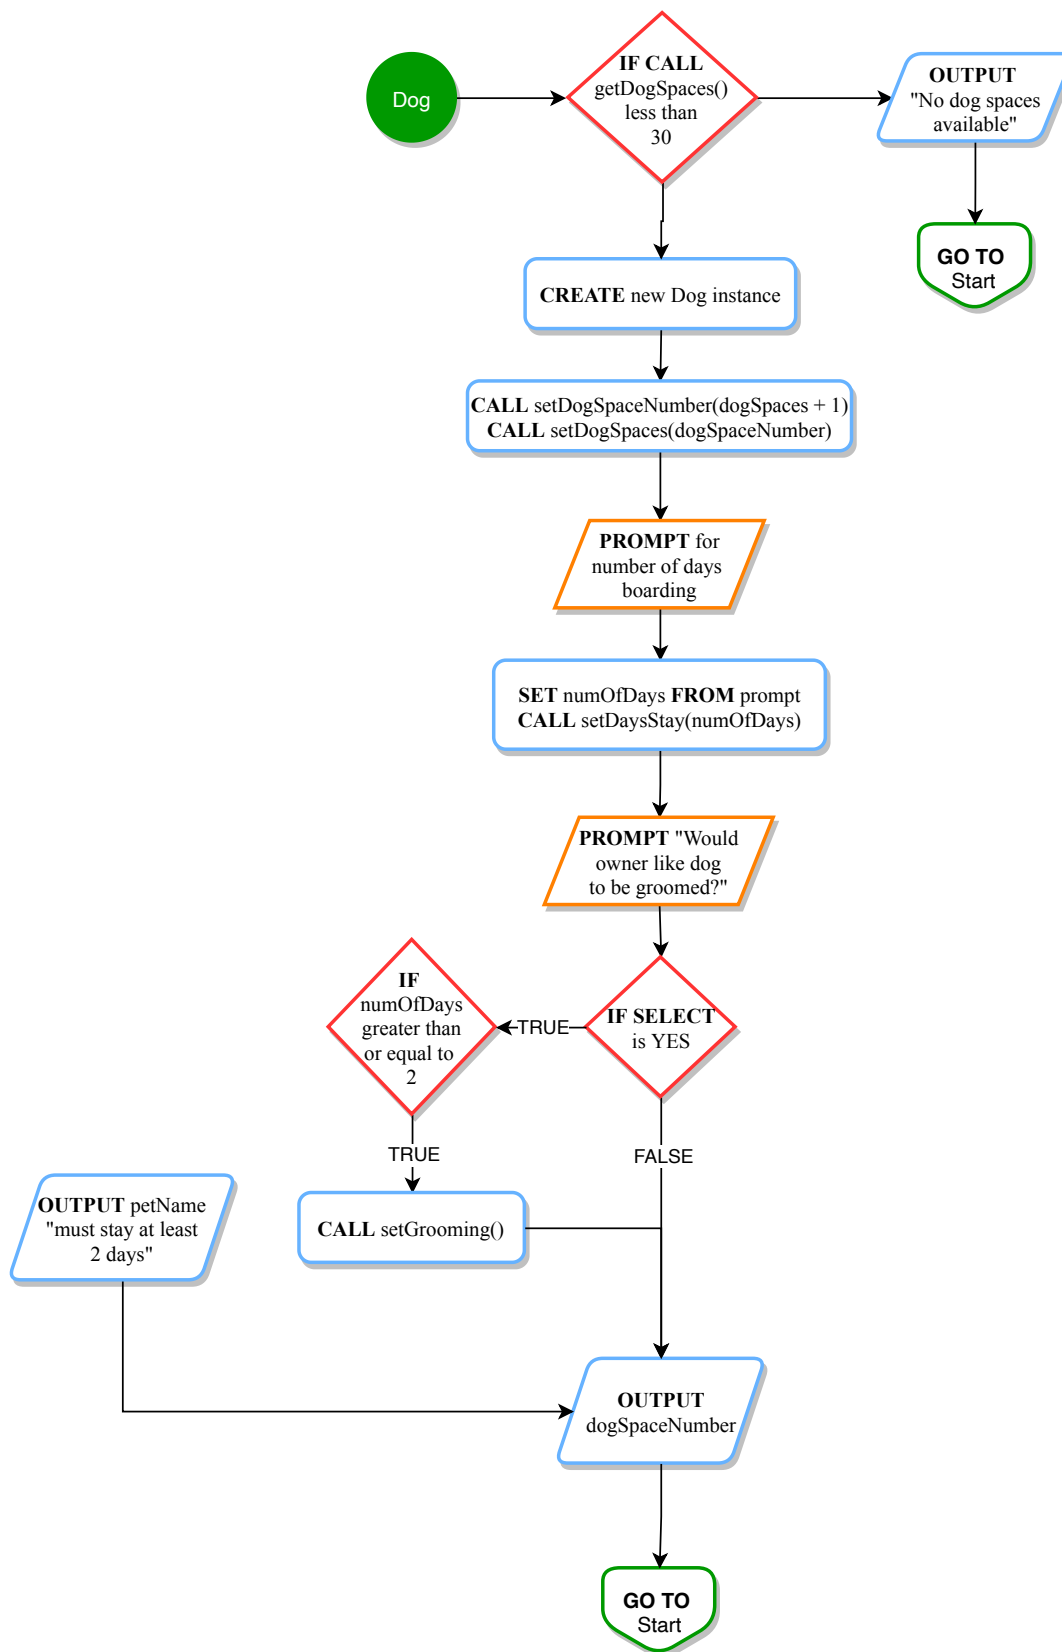 Dog
IF CALL
getDogSpaces()
less than
30
OUTPUT
"No dog spaces
available"
GO TO
Start
CREATE new Dog instance
CALL setDogSpaceNumber(dogSpaces + 1)
CALL setDogSpaces(dogSpaceNumber)
PROMPT for
number of days
boarding
SET numOfDays FROM prompt
CALL setDaysStay(numOfDays)
PROMPT "Would
owner like dog
to be groomed?"
IF
numOfDays
greater than
or equal to
2
TRUE
IF SELECT
is YES
TRUE
FALSE
OUTPUT petName
"must stay at least
2 days"
CALL setGrooming()
OUTPUT
dogSpaceNumber
GO TO
Start